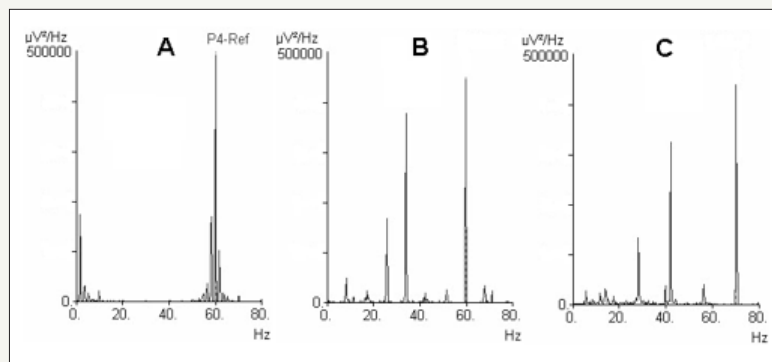 A P4-Ref
µV²/Hz
500000
0
0. 20. 40. 60. 80.
Hz
B
µV²/Hz
500000
0
0. 20. 40. 60. 80.
Hz
C
µV²/Hz
500000
0
0. 20. 40. 60. 80.
Hz